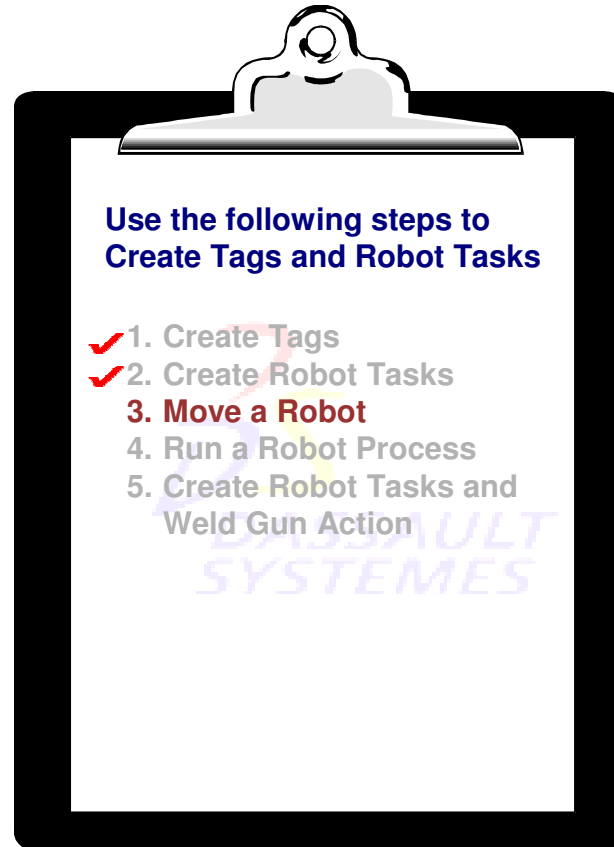 Use the following steps to
Create Tags and Robot Tasks
1. Create Tags
2. Create Robot Tasks
3. Move a Robot
4. Run a Robot Process
5. Create Robot Tasks and
Weld Gun Action
DASSAULT
SYSTEMES